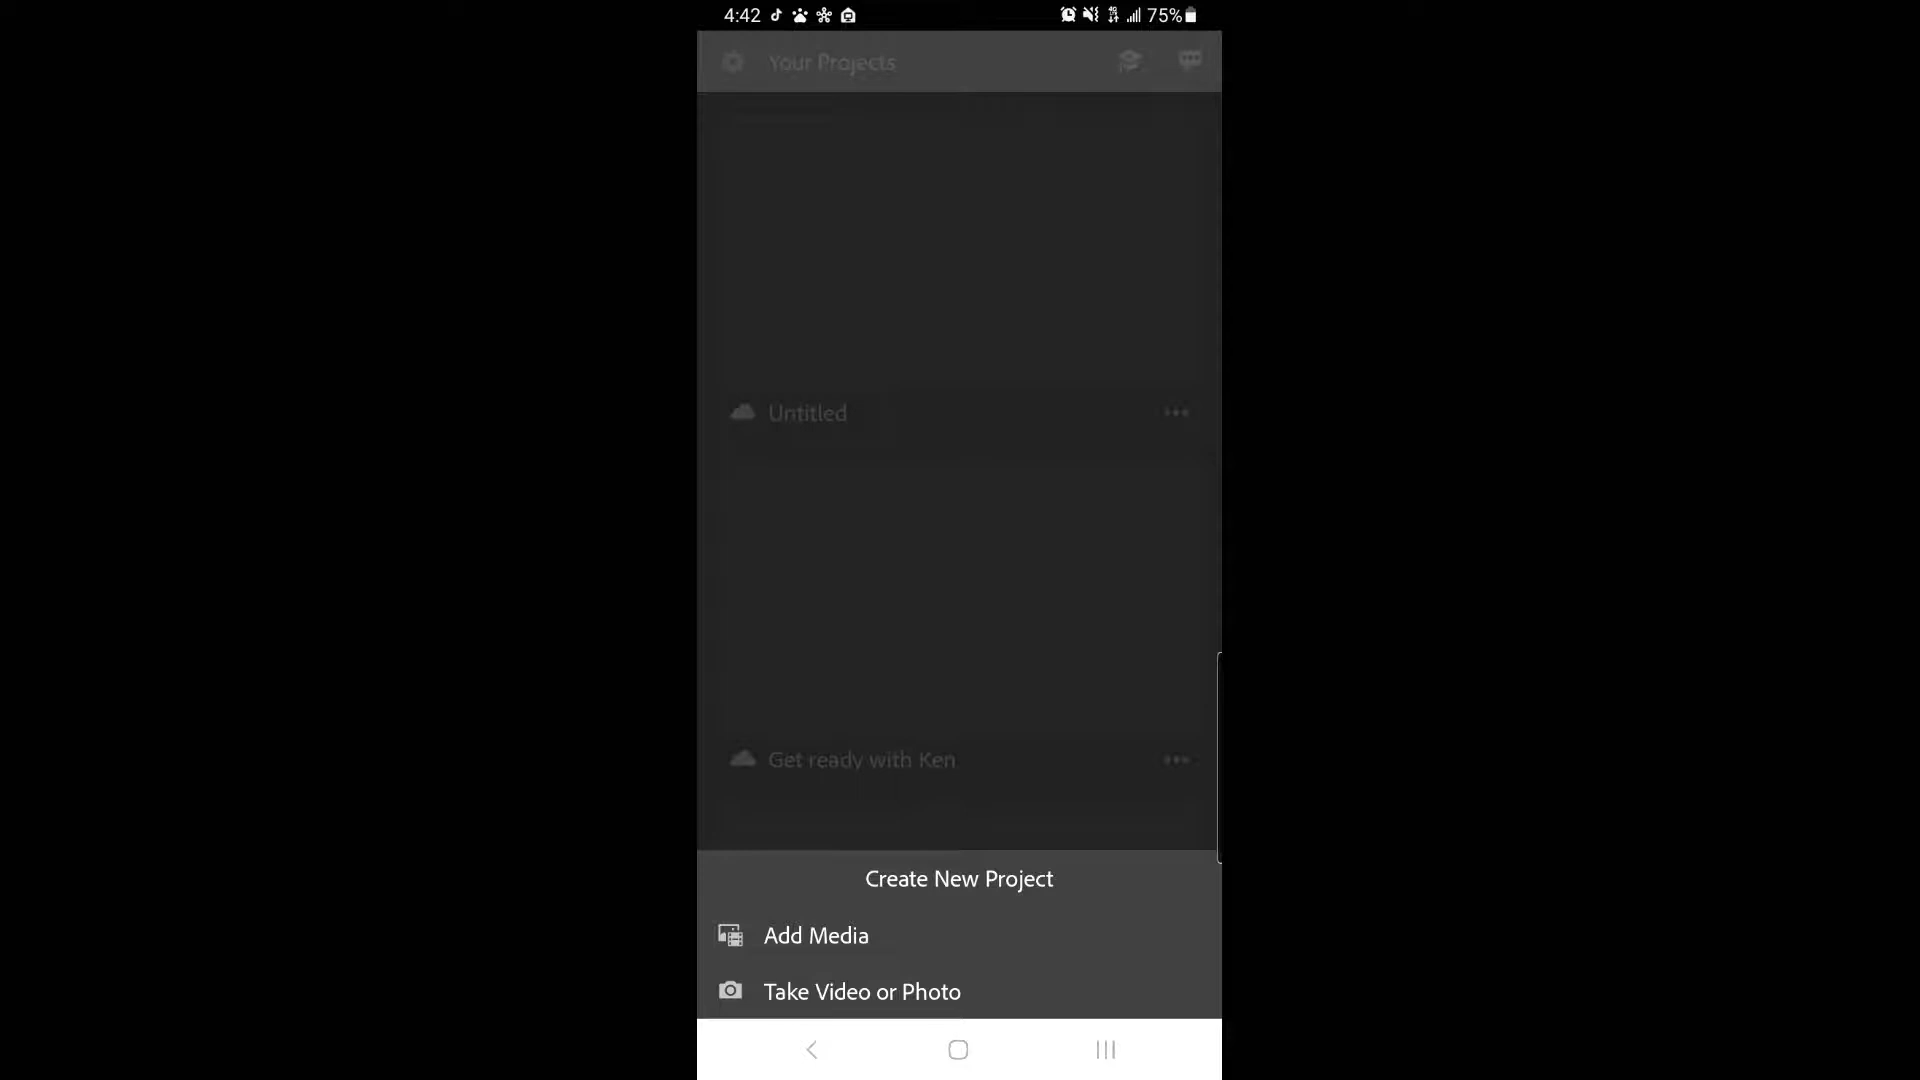 4:42 75%
Your Projects
Untitled
Get ready with Ken
Create New Project
Add Media
Take Video or Photo